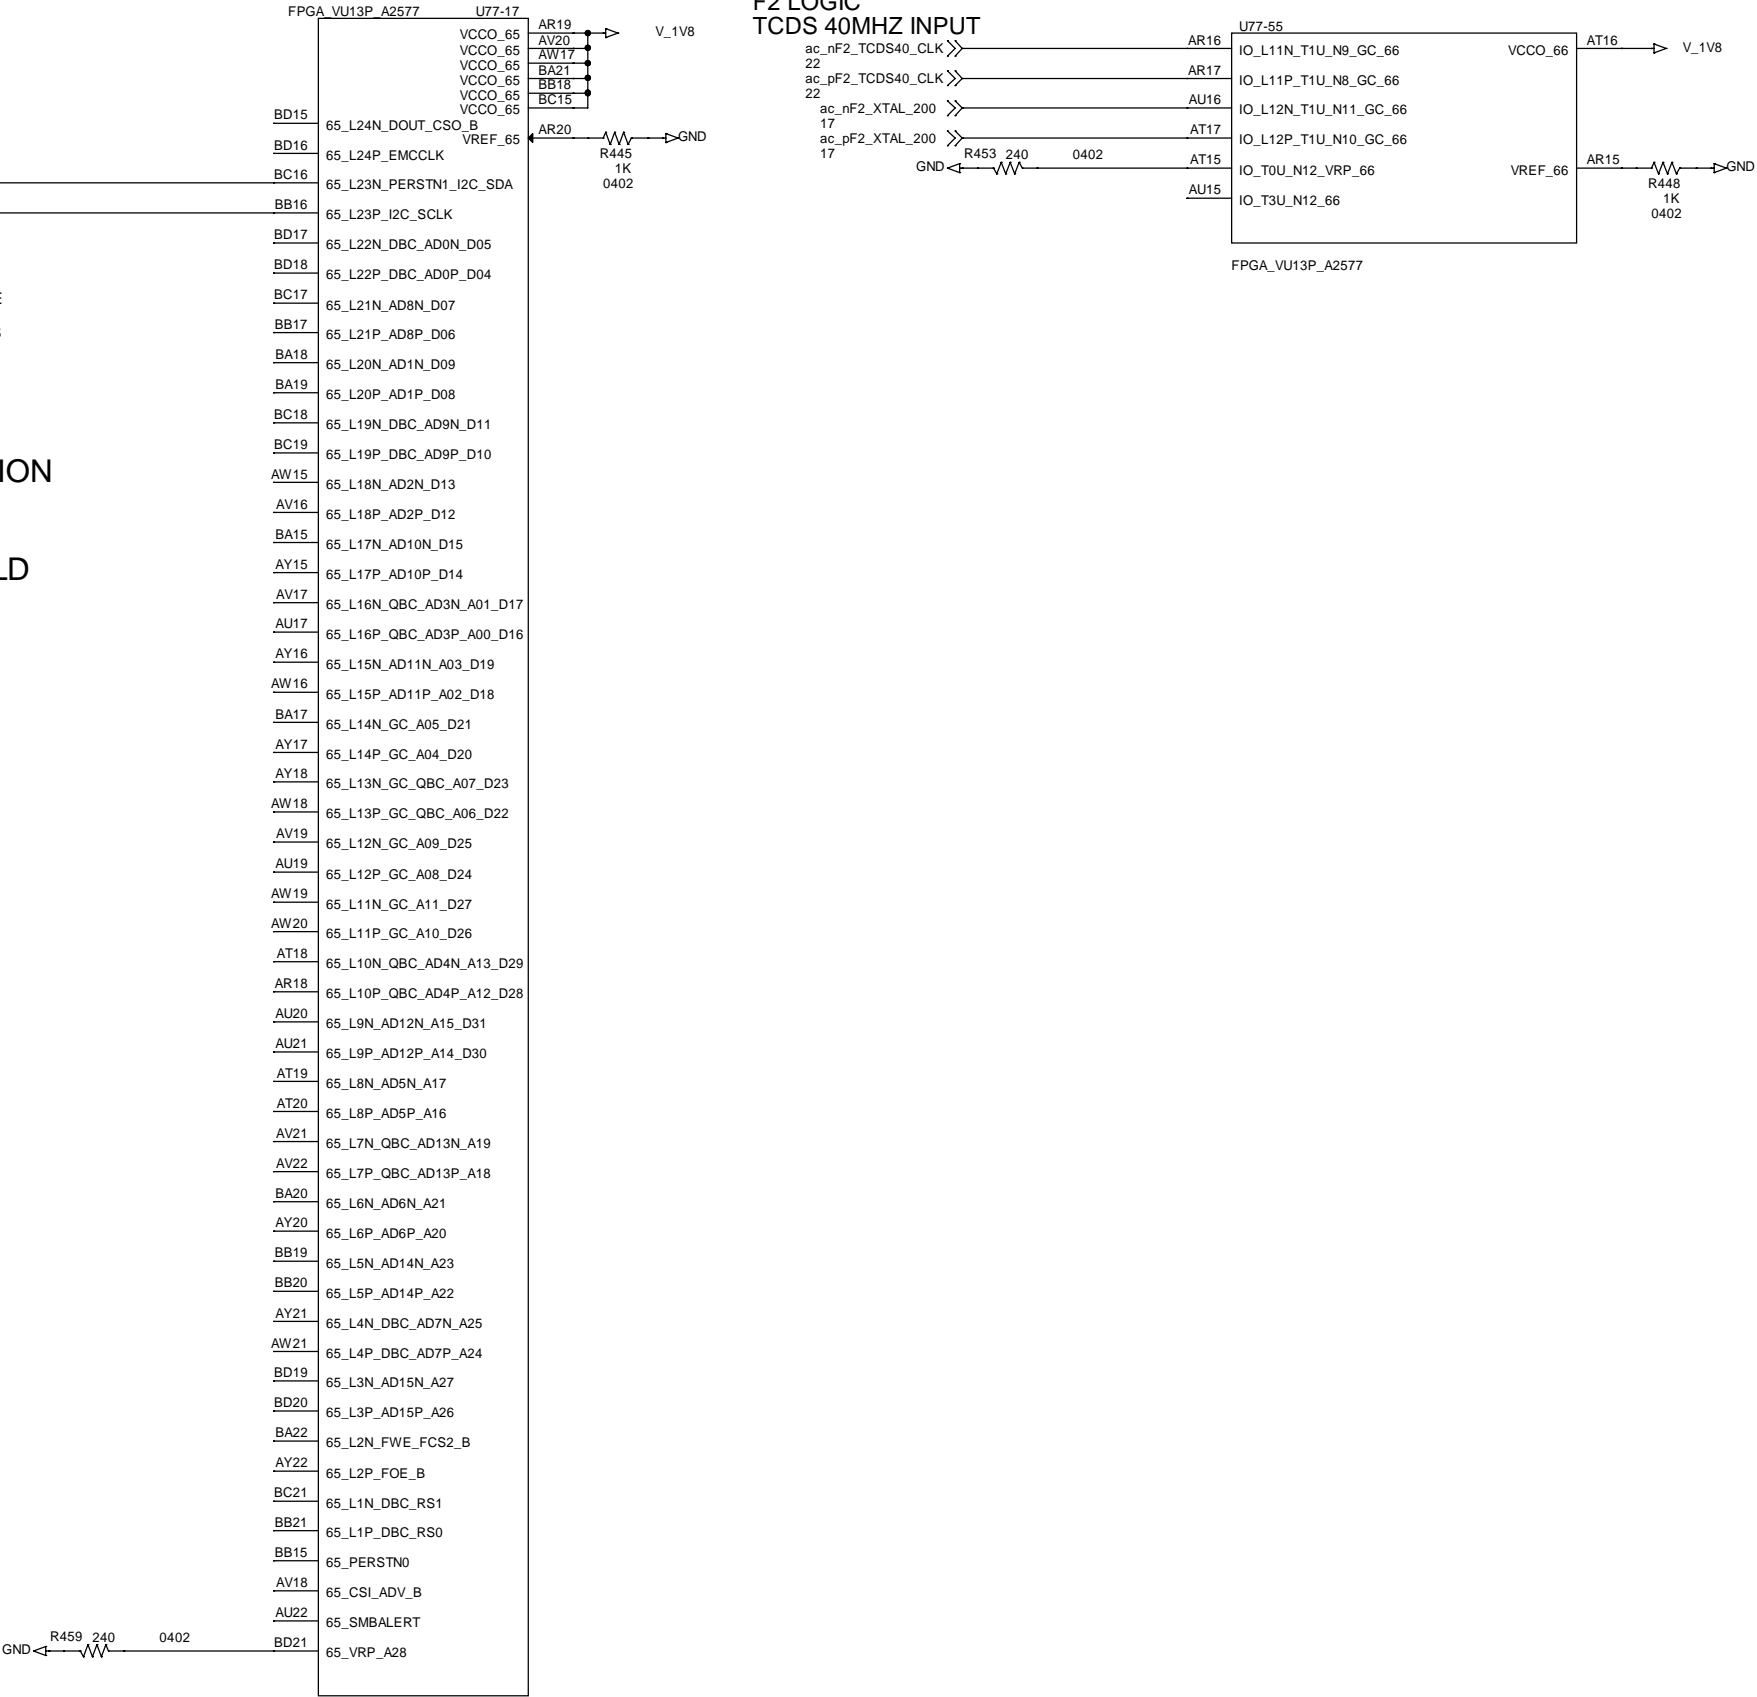 FPGA_VU13P_A2577 U77-17
VCCO_65 AR19 V_1V8
VCCO_65 AV20
VCCO_65 AW17
VCCO_65 BA21
VCCO_65 BB18
VCCO_65 BC15
BD15 65_L24N_DOUT_CSO_B
VREF_65 AR20 GND
R445
1K
0402
BD16 65_L24P_EMCCLK
BC16 65_L23N_PERSTN1_I2C_SDA
BB16 65_L23P_I2C_SCLK
BD17 65_L22N_DBC_AD0N_D05
BD18 65_L22P_DBC_AD0P_D04
BC17 65_L21N_AD8N_D07
BB17 65_L21P_AD8P_D06
BA18 65_L20N_AD1N_D09
BA19 65_L20P_AD1P_D08
BC18 65_L19N_DBC_AD9N_D11
BC19 65_L19P_DBC_AD9P_D10
ION
AW15 65_L18N_AD2N_D13
AV16 65_L18P_AD2P_D12
BA15 65_L17N_AD10N_D15
LD
AY15 65_L17P_AD10P_D14
AV17 65_L16N_QBC_AD3N_A01_D17
AU17 65_L16P_QBC_AD3P_A00_D16
AY16 65_L15N_AD11N_A03_D19
AW16 65_L15P_AD11P_A02_D18
BA17 65_L14N_GC_A05_D21
AY17 65_L14P_GC_A04_D20
AY18 65_L13N_GC_QBC_A07_D23
AW18 65_L13P_GC_QBC_A06_D22
AV19 65_L12N_GC_A09_D25
AU19 65_L12P_GC_A08_D24
AW19 65_L11N_GC_A11_D27
AW20 65_L11P_GC_A10_D26
AT18 65_L10N_QBC_AD4N_A13_D29
AR18 65_L10P_QBC_AD4P_A12_D28
AU20 65_L9N_AD12N_A15_D31
AU21 65_L9P_AD12P_A14_D30
AT19 65_L8N_AD5N_A17
AT20 65_L8P_AD5P_A16
AV21 65_L7N_QBC_AD13N_A19
AV22 65_L7P_QBC_AD13P_A18
BA20 65_L6N_AD6N_A21
AY20 65_L6P_AD6P_A20
BB19 65_L5N_AD14N_A23
BB20 65_L5P_AD14P_A22
AY21 65_L4N_DBC_AD7N_A25
AW21 65_L4P_DBC_AD7P_A24
BD19 65_L3N_AD15N_A27
BD20 65_L3P_AD15P_A26
BA22 65_L2N_FWE_FCS2_B
AY22 65_L2P_FOE_B
BC21 65_L1N_DBC_RS1
BB21 65_L1P_DBC_RS0
BB15 65_PERSTN0
AV18 65_CSI_ADV_B
AU22 65_SMBALERT
GND R459 240 0402 BD21 65_VRP_A28
F2 LOGIC
TCDS 40MHZ INPUT
U77-55
ac_nF2_TCDS40_CLK AR16 IO_L11N_T1U_N9_GC_66 VCCO_66 AT16 V_1V8
22
ac_pF2_TCDS40_CLK AR17 IO_L11P_T1U_N8_GC_66
22
ac_nF2_XTAL_200 AU16 IO_L12N_T1U_N11_GC_66
17
ac_pF2_XTAL_200 AT17 IO_L12P_T1U_N10_GC_66
17
GND R453 240 0402 AT15 IO_T0U_N12_VRP_66 VREF_66 AR15 GND
R448
1K
0402
AU15 IO_T3U_N12_66
FPGA_VU13P_A2577